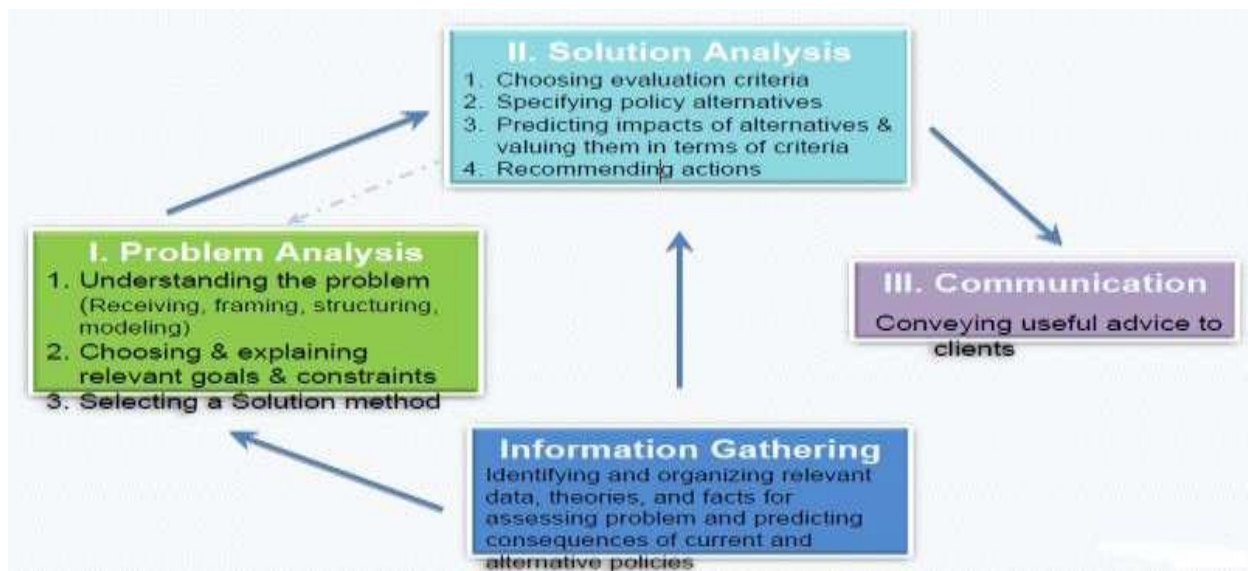 II. Solution Analysis
1. Choosing evaluation criteria
2. Specifying policy alternatives
3. Predicting impacts of alternatives &
valuing them in terms of criteria
4. Recommending actions
I. Problem Analysis
1. Understanding the problem
(Receiving, framing, structuring,
modeling)
2. Choosing & explaining
relevant goals & constraints
3. Selecting a Solution method
III. Communication
Conveying useful advice to
clients
Information Gathering
Identifying and organizing relevant
data, theories, and facts for
assessing problem and predicting
consequences of current and
alternative policies